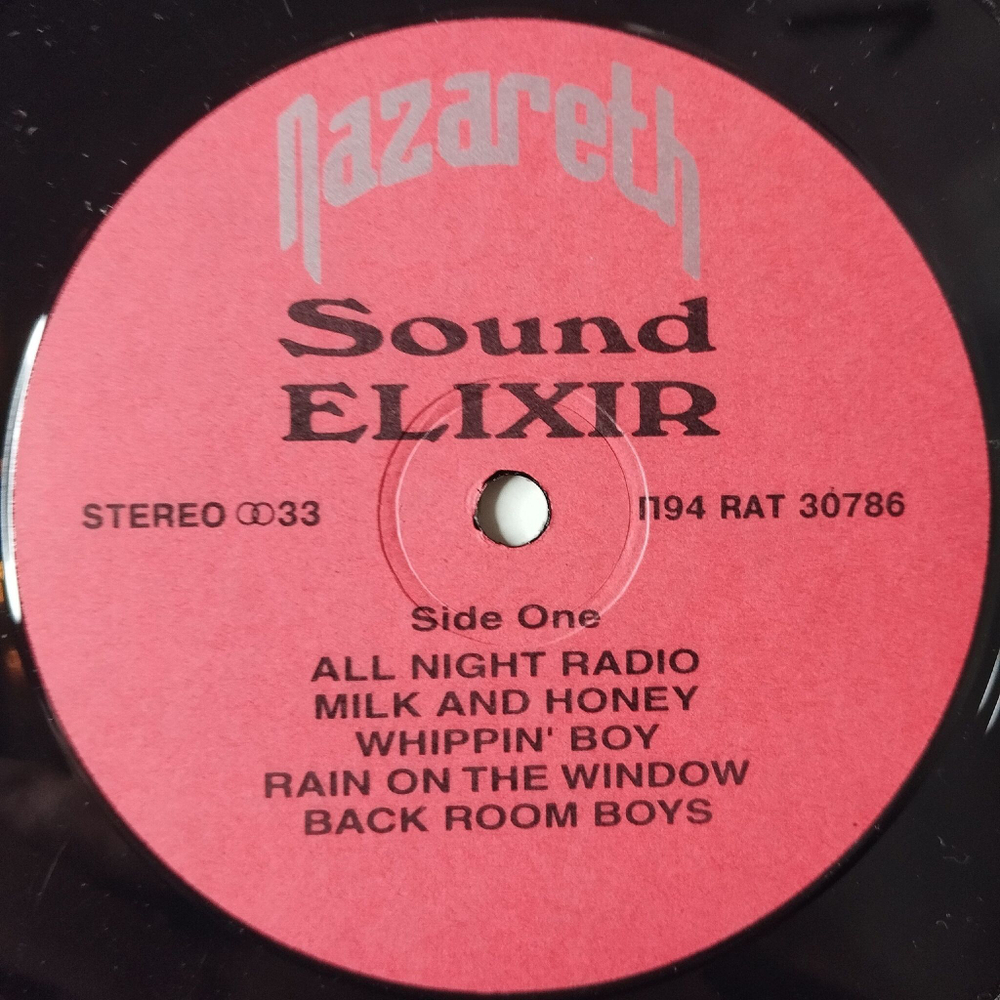 nazareth
Sound
ELIXIR
STEREO ꝏ33
П94 RAT 30786
Side One
ALL NIGHT RADIO
MILK AND HONEY
WHIPPIN' BOY
RAIN ON THE WINDOW
BACK ROOM BOYS